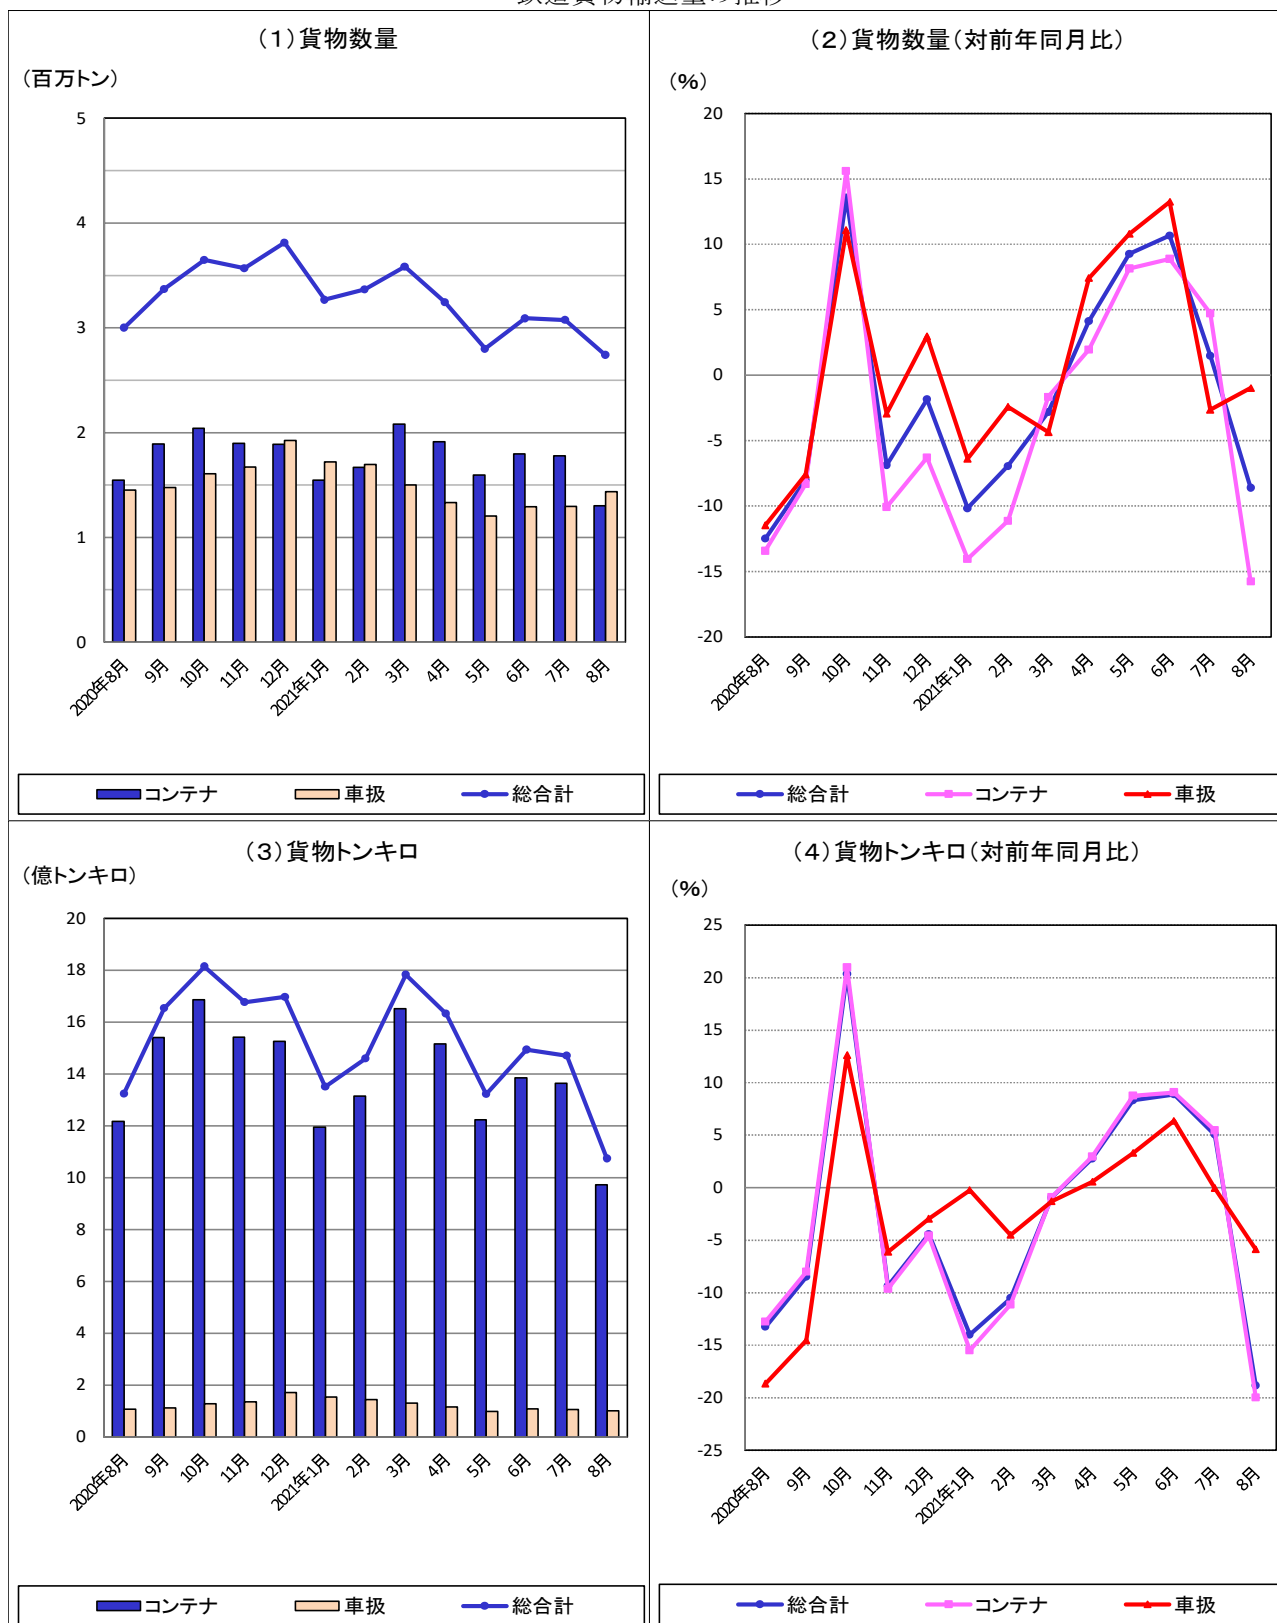 （1）貨物数量
（百万トン）
5
4
3
2
1
0
2020年8月
9月
10月
11月
12月
2021年1月
2月
3月
4月
5月
6月
7月
8月
コンテナ
車扱
総合計
（2）貨物数量（対前年同月比）
（%）
20
15
10
5
0
-5
-10
-15
-20
2020年8月
9月
10月
11月
12月
2021年1月
2月
3月
4月
5月
6月
7月
8月
総合計
コンテナ
車扱
（3）貨物トンキロ
（億トンキロ）
20
18
16
14
12
10
8
6
4
2
0
2020年8月
9月
10月
11月
12月
2021年1月
2月
3月
4月
5月
6月
7月
8月
コンテナ
車扱
総合計
（4）貨物トンキロ（対前年同月比）
（%）
25
20
15
10
5
0
-5
-10
-15
-20
-25
2020年8月
9月
10月
11月
12月
2021年1月
2月
3月
4月
5月
6月
7月
8月
総合計
コンテナ
車扱